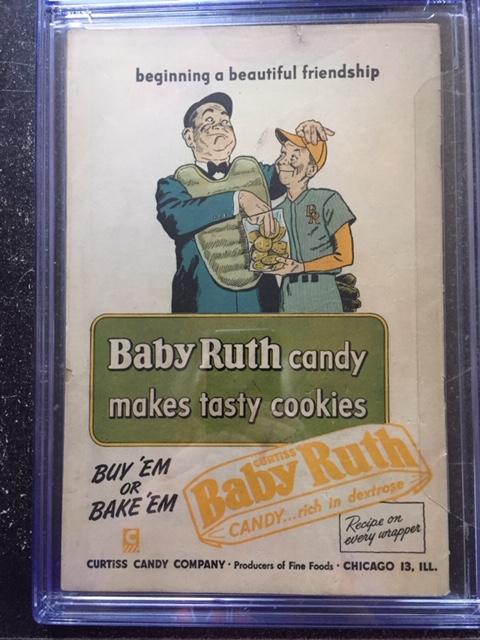 beginning a beautiful friendship
BR
Baby Ruth candy
makes tasty cookies
BUY 'EM
OR
BAKE 'EM
CURTISS
Baby Ruth
CANDY...rich in dextrose
Recipe on
every wrapper
C
CURTISS CANDY COMPANY · Producers of Fine Foods · CHICAGO 13, ILL.